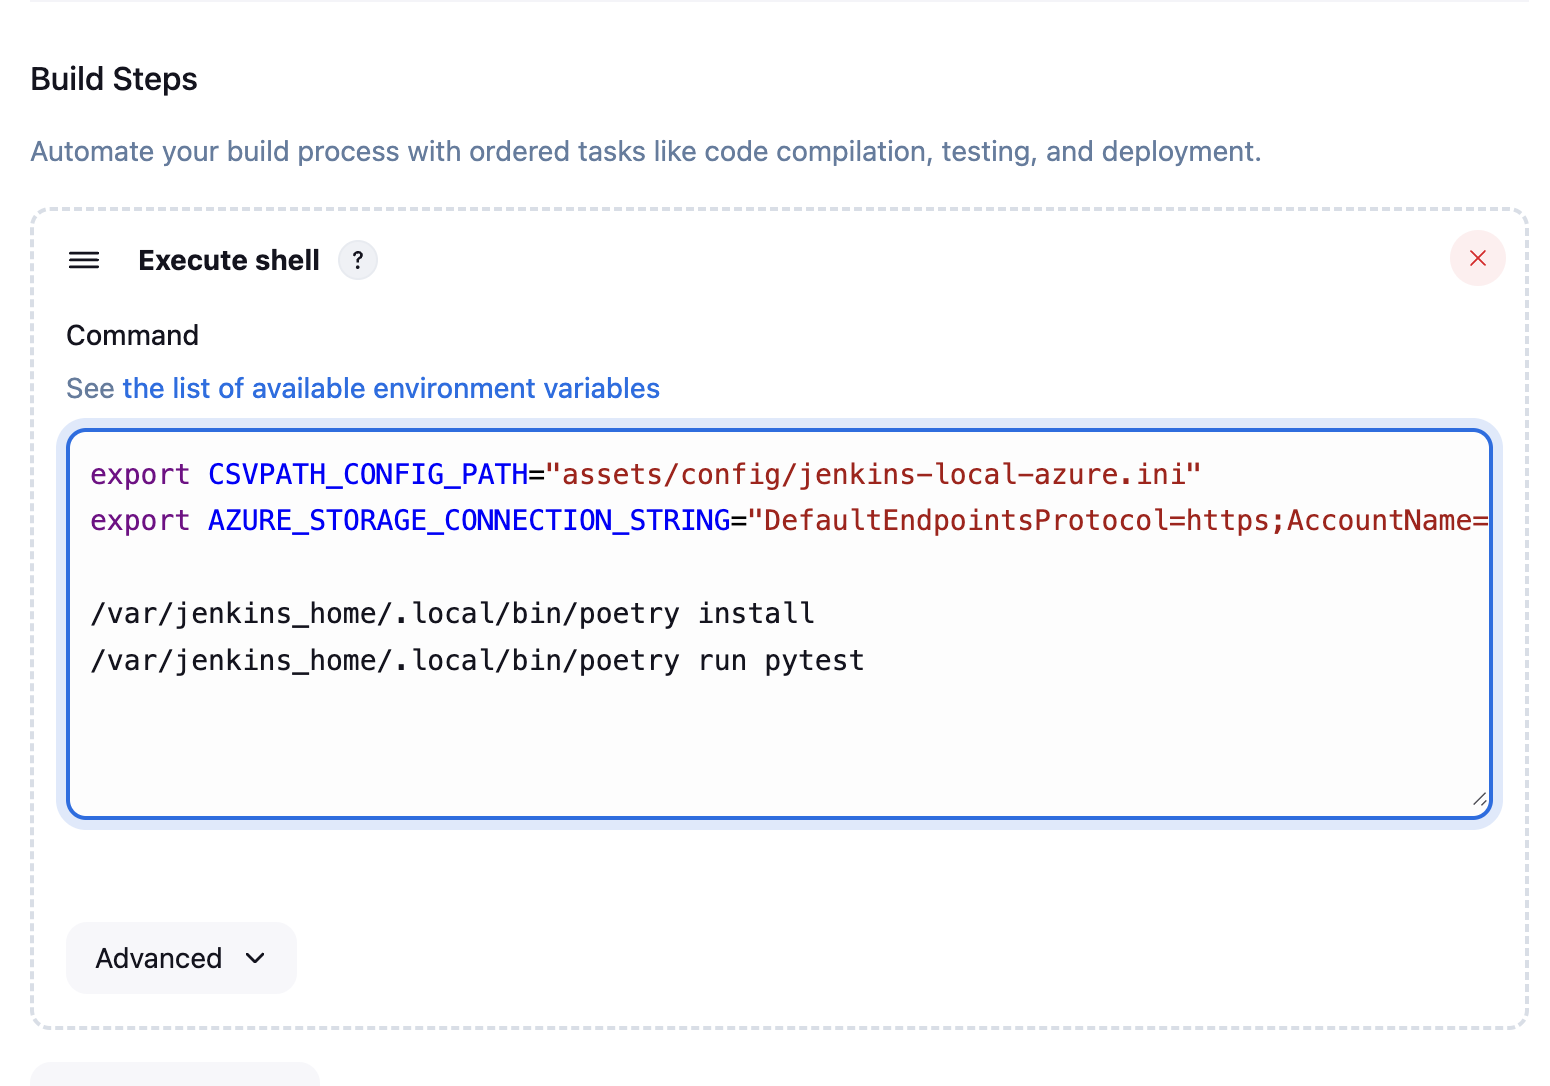 Build Steps
Automate your build process with ordered tasks like code compilation, testing, and deployment.
Execute shell ?
Command
See the list of available environment variables
export CSVPATH_CONFIG_PATH="assets/config/jenkins-local-azure.ini"
export AZURE_STORAGE_CONNECTION_STRING="DefaultEndpointsProtocol=https;AccountName=
/var/jenkins_home/.local/bin/poetry install
/var/jenkins_home/.local/bin/poetry run pytest
Advanced